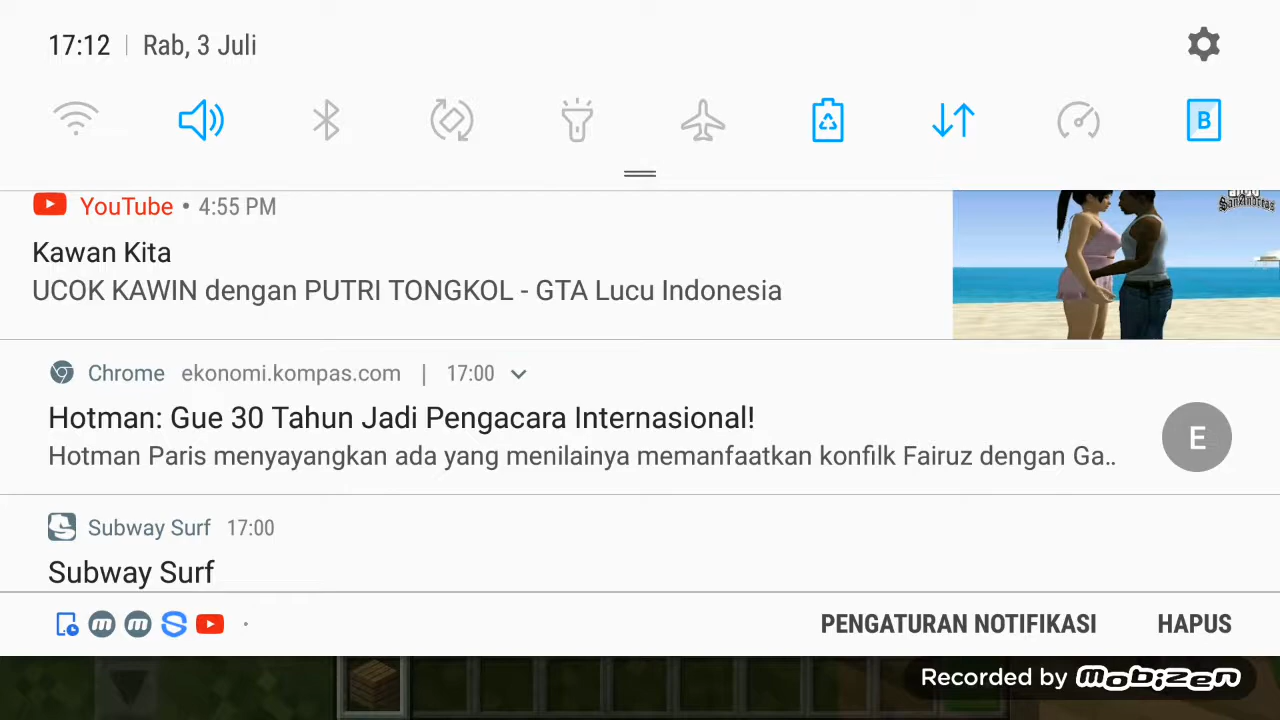 17:12 | Rab, 3 Juli
B
YouTube • 4:55 PM
Kawan Kita
UCOK KAWIN dengan PUTRI TONGKOL - GTA Lucu Indonesia
SanAndreas
Chrome ekonomi.kompas.com | 17:00
Hotman: Gue 30 Tahun Jadi Pengacara Internasional!
Hotman Paris menyayangkan ada yang menilainya memanfaatkan konfilk Fairuz dengan Ga..
E
Subway Surf 17:00
Subway Surf
PENGATURAN NOTIFIKASI HAPUS
Recorded by mobizen